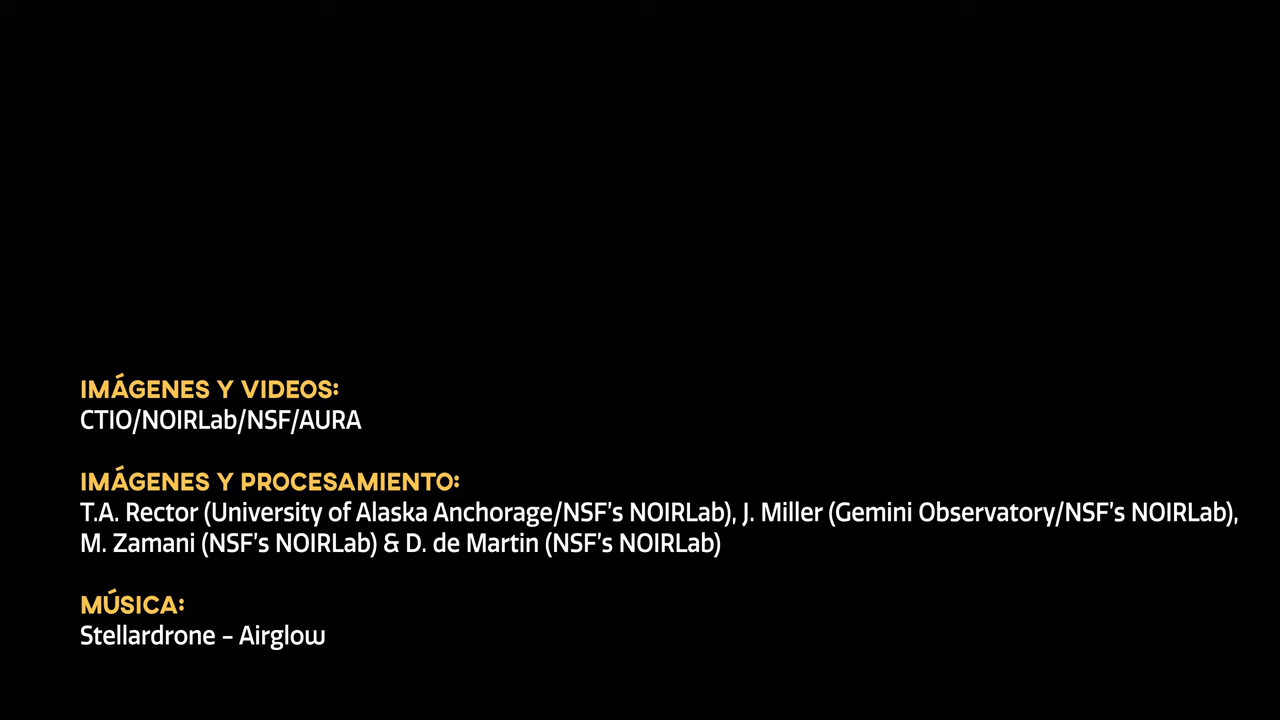 IMÁGENES Y VIDEOS:
CTIO/NOIRLab/NSF/AURA
IMÁGENES Y PROCESAMIENTO:
T.A. Rector (University of Alaska Anchorage/NSF’s NOIRLab), J. Miller (Gemini Observatory/NSF’s NOIRLab),
M. Zamani (NSF’s NOIRLab) & D. de Martin (NSF’s NOIRLab)
MÚSICA:
Stellardrone – Airglow